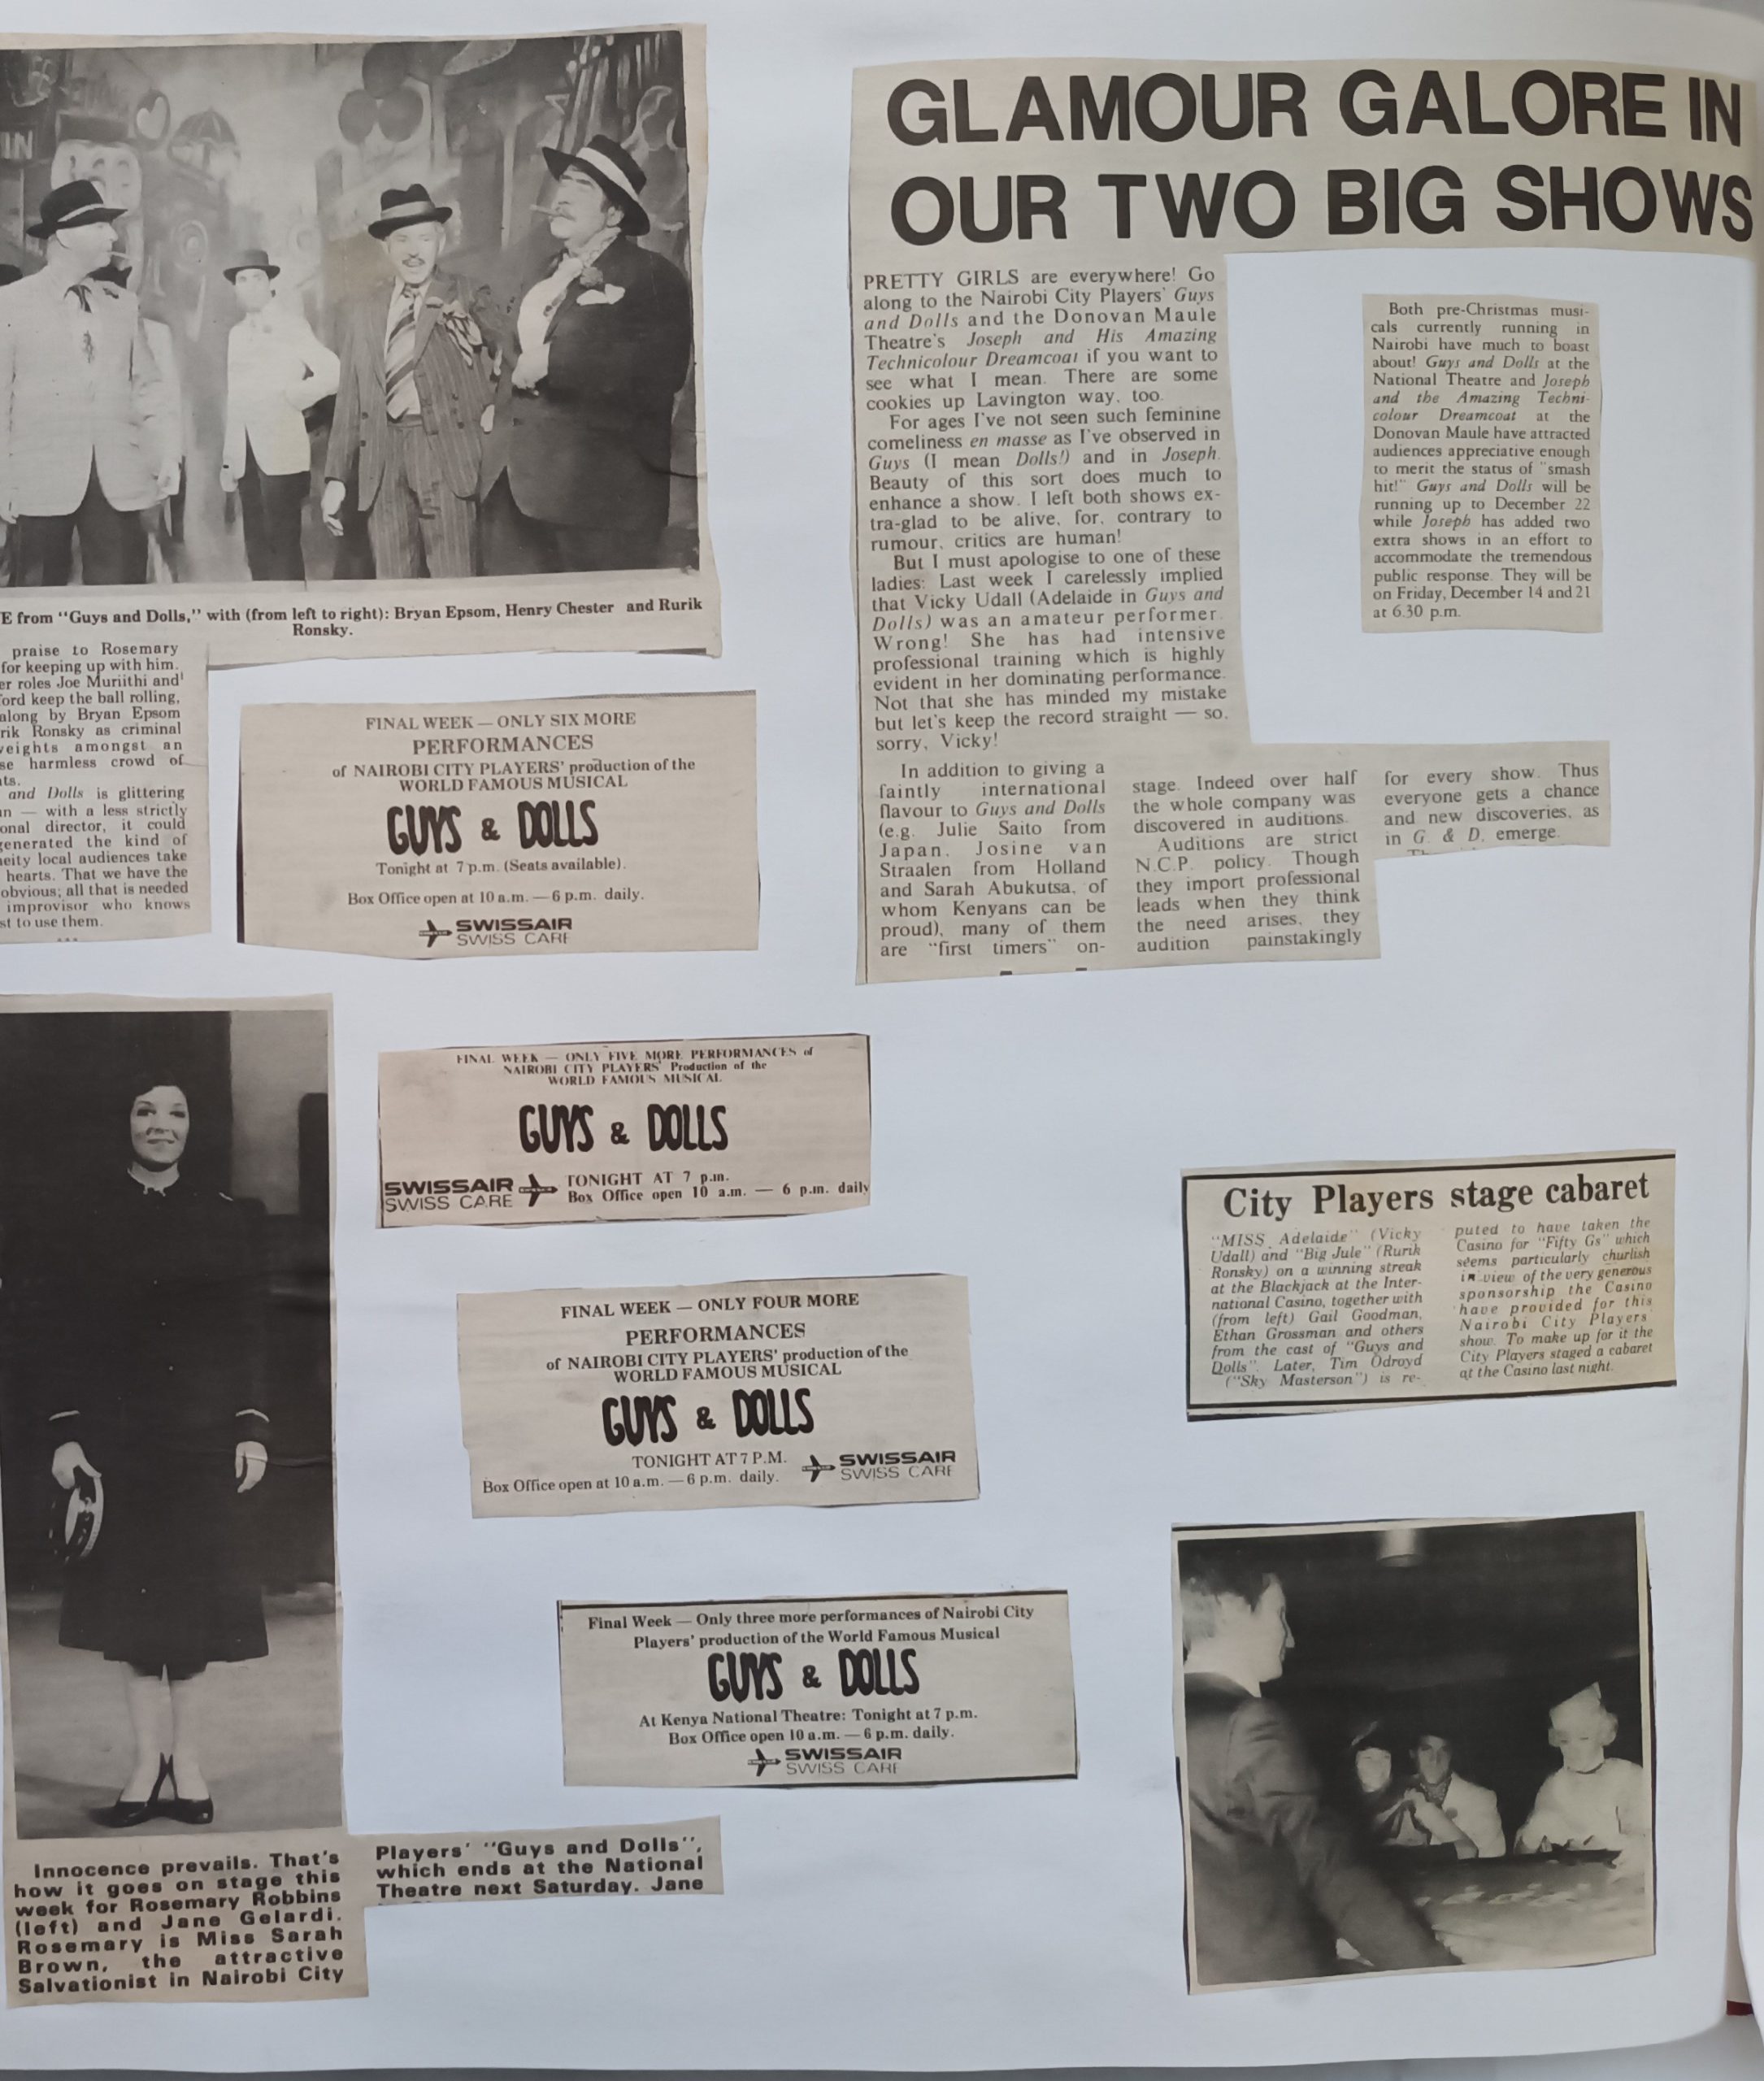 IN
E from "Guys and Dolls," with (from left to right): Bryan Epsom, Henry Chester and Rurik
Ronsky.
praise to Rosemary
for keeping up with him.
er roles Joe Muriithi and
ord keep the ball rolling,
along by Bryan Epsom
rik Ronsky as criminal
weights amongst an
se harmless crowd of
ts.
and Dolls is glittering
n — with a less strictly
onal director, it could
generated the kind of
eity local audiences take
hearts. That we have the
obvious; all that is needed
improvisor who knows
st to use them.
***
FINAL WEEK — ONLY SIX MORE
PERFORMANCES
of NAIROBI CITY PLAYERS' production of the
WORLD FAMOUS MUSICAL
GUYS & DOLLS
Tonight at 7 p.m. (Seats available).
Box Office open at 10 a.m. — 6 p.m. daily.
SWISSAIR
SWISS CARE
FINAL WEEK — ONLY FIVE MORE PERFORMANCES of
NAIROBI CITY PLAYERS' Production of the
WORLD FAMOUS MUSICAL
GUYS & DOLLS
SWISSAIR
SWISS CARE
TONIGHT AT 7 p.m.
Box Office open 10 a.m. — 6 p.m. daily
FINAL WEEK — ONLY FOUR MORE
PERFORMANCES
of NAIROBI CITY PLAYERS' production of the
WORLD FAMOUS MUSICAL
GUYS & DOLLS
TONIGHT AT 7 P.M.
Box Office open at 10 a.m. — 6 p.m. daily.
SWISSAIR
SWISS CARE
Final Week — Only three more performances of Nairobi City
Players' production of the World Famous Musical
GUYS & DOLLS
At Kenya National Theatre: Tonight at 7 p.m.
Box Office open 10 a.m. — 6 p.m. daily.
SWISSAIR
SWISS CARE
Innocence prevails. That's
how it goes on stage this
week for Rosemary Robbins
(left) and Jane Gelardi.
Rosemary is Miss Sarah
Brown, the attractive
Salvationist in Nairobi City
Players' "Guys and Dolls",
which ends at the National
Theatre next Saturday. Jane
GLAMOUR GALORE IN
OUR TWO BIG SHOWS
PRETTY GIRLS are everywhere! Go
along to the Nairobi City Players' Guys
and Dolls and the Donovan Maule
Theatre's Joseph and His Amazing
Technicolour Dreamcoat if you want to
see what I mean. There are some
cookies up Lavington way, too.
For ages I've not seen such feminine
comeliness en masse as I've observed in
Guys (I mean Dolls!) and in Joseph.
Beauty of this sort does much to
enhance a show. I left both shows ex-
tra-glad to be alive, for, contrary to
rumour, critics are human!
But I must apologise to one of these
ladies: Last week I carelessly implied
that Vicky Udall (Adelaide in Guys and
Dolls) was an amateur performer.
Wrong! She has had intensive
professional training which is highly
evident in her dominating performance.
Not that she has minded my mistake
but let's keep the record straight — so,
sorry, Vicky!
In addition to giving a
faintly international
flavour to Guys and Dolls
(e.g. Julie Saito from
Japan, Josine van
Straalen from Holland
and Sarah Abukutsa, of
whom Kenyans can be
proud), many of them
are "first timers" on-
stage. Indeed over half
the whole company was
discovered in auditions.
Auditions are strict
N.C.P. policy. Though
they import professional
leads when they think
the need arises, they
audition painstakingly
for every show. Thus
everyone gets a chance
and new discoveries, as
in G. & D. emerge.
Both pre-Christmas musi-
cals currently running in
Nairobi have much to boast
about! Guys and Dolls at the
National Theatre and Joseph
and the Amazing Techni-
colour Dreamcoat at the
Donovan Maule have attracted
audiences appreciative enough
to merit the status of "smash
hit!" Guys and Dolls will be
running up to December 22
while Joseph has added two
extra shows in an effort to
accommodate the tremendous
public response. They will be
on Friday, December 14 and 21
at 6.30 p.m.
City Players stage cabaret
"MISS Adelaide" (Vicky
Udall) and "Big Jule" (Rurik
Ronsky) on a winning streak
at the Blackjack at the Inter-
national Casino, together with
(from left) Gail Goodman,
Ethan Grossman and others
from the cast of "Guys and
Dolls". Later, Tim Odroyd
("Sky Masterson") is re-
puted to have taken the
Casino for "Fifty Gs" which
seems particularly churlish
in view of the very generous
sponsorship the Casino
have provided for this
Nairobi City Players
show. To make up for it the
City Players staged a cabaret
at the Casino last night.